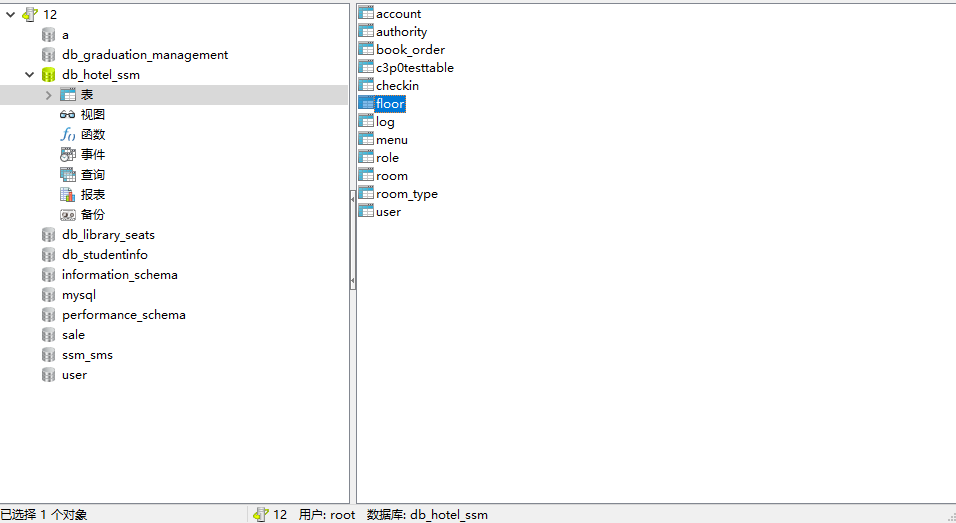 12
a
db_graduation_management
db_hotel_ssm
表
视图
函数
事件
查询
报表
备份
db_library_seats
db_studentinfo
information_schema
mysql
performance_schema
sale
ssm_sms
user
account
authority
book_order
c3p0testtable
checkin
floor
log
menu
role
room
room_type
user
已选择 1 个对象
12 用户: root 数据库: db_hotel_ssm